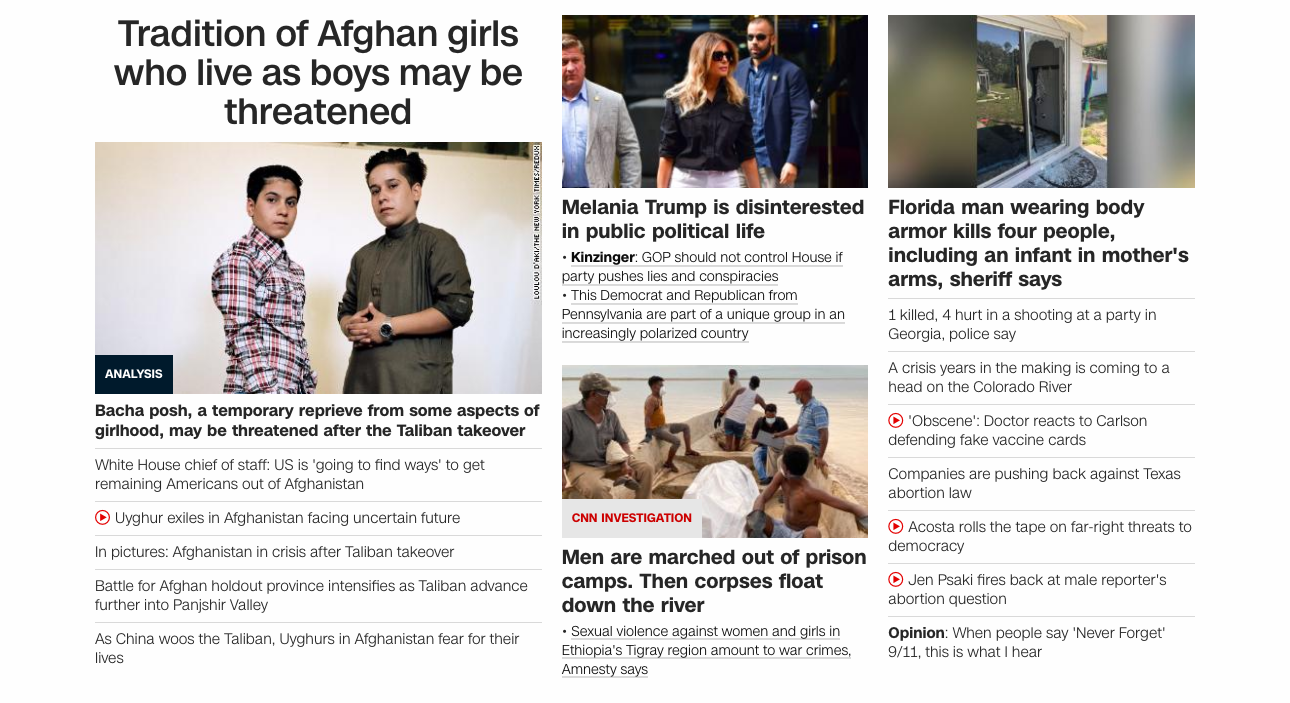 Tradition of Afghan girls
who live as boys may be
threatened
LOULOU D'AKI/THE NEW YORK TIMES/REDUX
ANALYSIS
Bacha posh, a temporary reprieve from some aspects of
girlhood, may be threatened after the Taliban takeover
White House chief of staff: US is 'going to find ways' to get
remaining Americans out of Afghanistan
Uyghur exiles in Afghanistan facing uncertain future
In pictures: Afghanistan in crisis after Taliban takeover
Battle for Afghan holdout province intensifies as Taliban advance
further into Panjshir Valley
As China woos the Taliban, Uyghurs in Afghanistan fear for their
lives
Melania Trump is disinterested
in public political life
• Kinzinger: GOP should not control House if
party pushes lies and conspiracies
• This Democrat and Republican from
Pennsylvania are part of a unique group in an
increasingly polarized country
CNN INVESTIGATION
Men are marched out of prison
camps. Then corpses float
down the river
• Sexual violence against women and girls in
Ethiopia's Tigray region amount to war crimes,
Amnesty says
Florida man wearing body
armor kills four people,
including an infant in mother's
arms, sheriff says
1 killed, 4 hurt in a shooting at a party in
Georgia, police say
A crisis years in the making is coming to a
head on the Colorado River
'Obscene': Doctor reacts to Carlson
defending fake vaccine cards
Companies are pushing back against Texas
abortion law
Acosta rolls the tape on far-right threats to
democracy
Jen Psaki fires back at male reporter's
abortion question
Opinion: When people say 'Never Forget'
9/11, this is what I hear